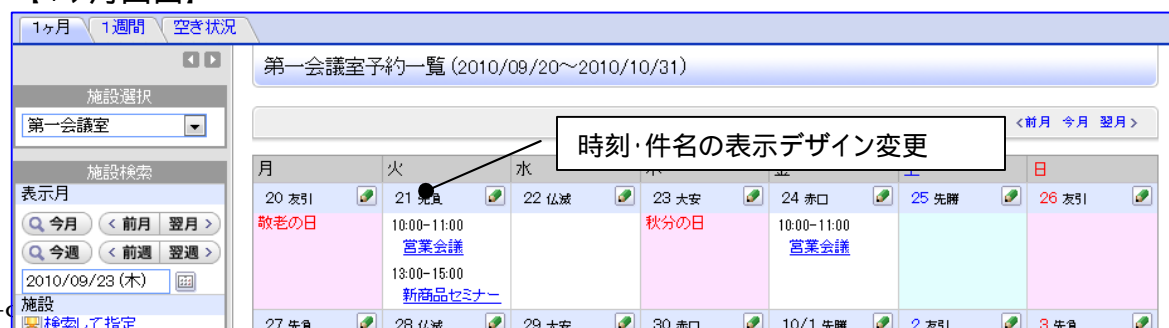 1ヶ月 1週間 空き状況
第一会議室予約一覧 (2010/09/20～2010/10/31)
施設選択
第一会議室
<前月 今月 翌月>
時刻・件名の表示デザイン変更
施設検索
表示月
今月 <前月 翌月>
今週 <前週 翌週>
2010/09/23 (木)
施設
検索して指定
月 火 水 日
20 友引 21 22 仏滅 23 大安 24 赤口 25 先勝 26 友引
敬老の日 10:00-11:00 秋分の日 10:00-11:00
営業会議 営業会議
13:00-15:00
新商品セミナー
27 先負 28 仏滅 29 大安 30 赤口 10/1 先勝 2 友引 3 先負